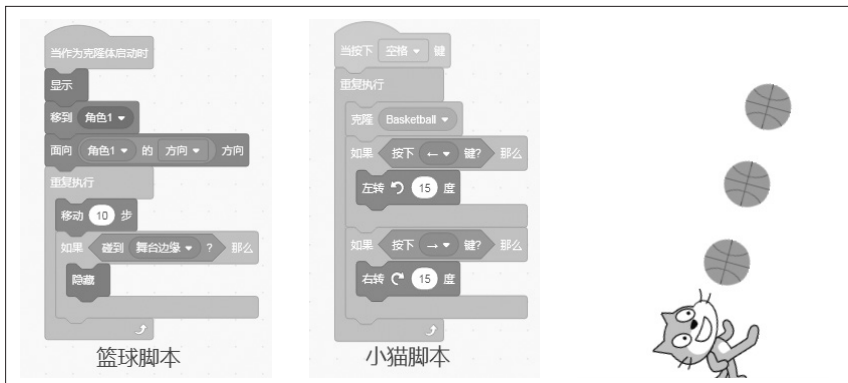 当作为克隆体启动时
显示
移到 角色1
面向 角色1 的 方向 方向
重复执行
移动 10 步
如果 碰到 舞台边缘 ? 那么
隐藏
篮球脚本
当按下 空格 键
重复执行
克隆 Basketball
如果 按下 ← 键? 那么
左转 15 度
如果 按下 → 键? 那么
右转 15 度
小猫脚本